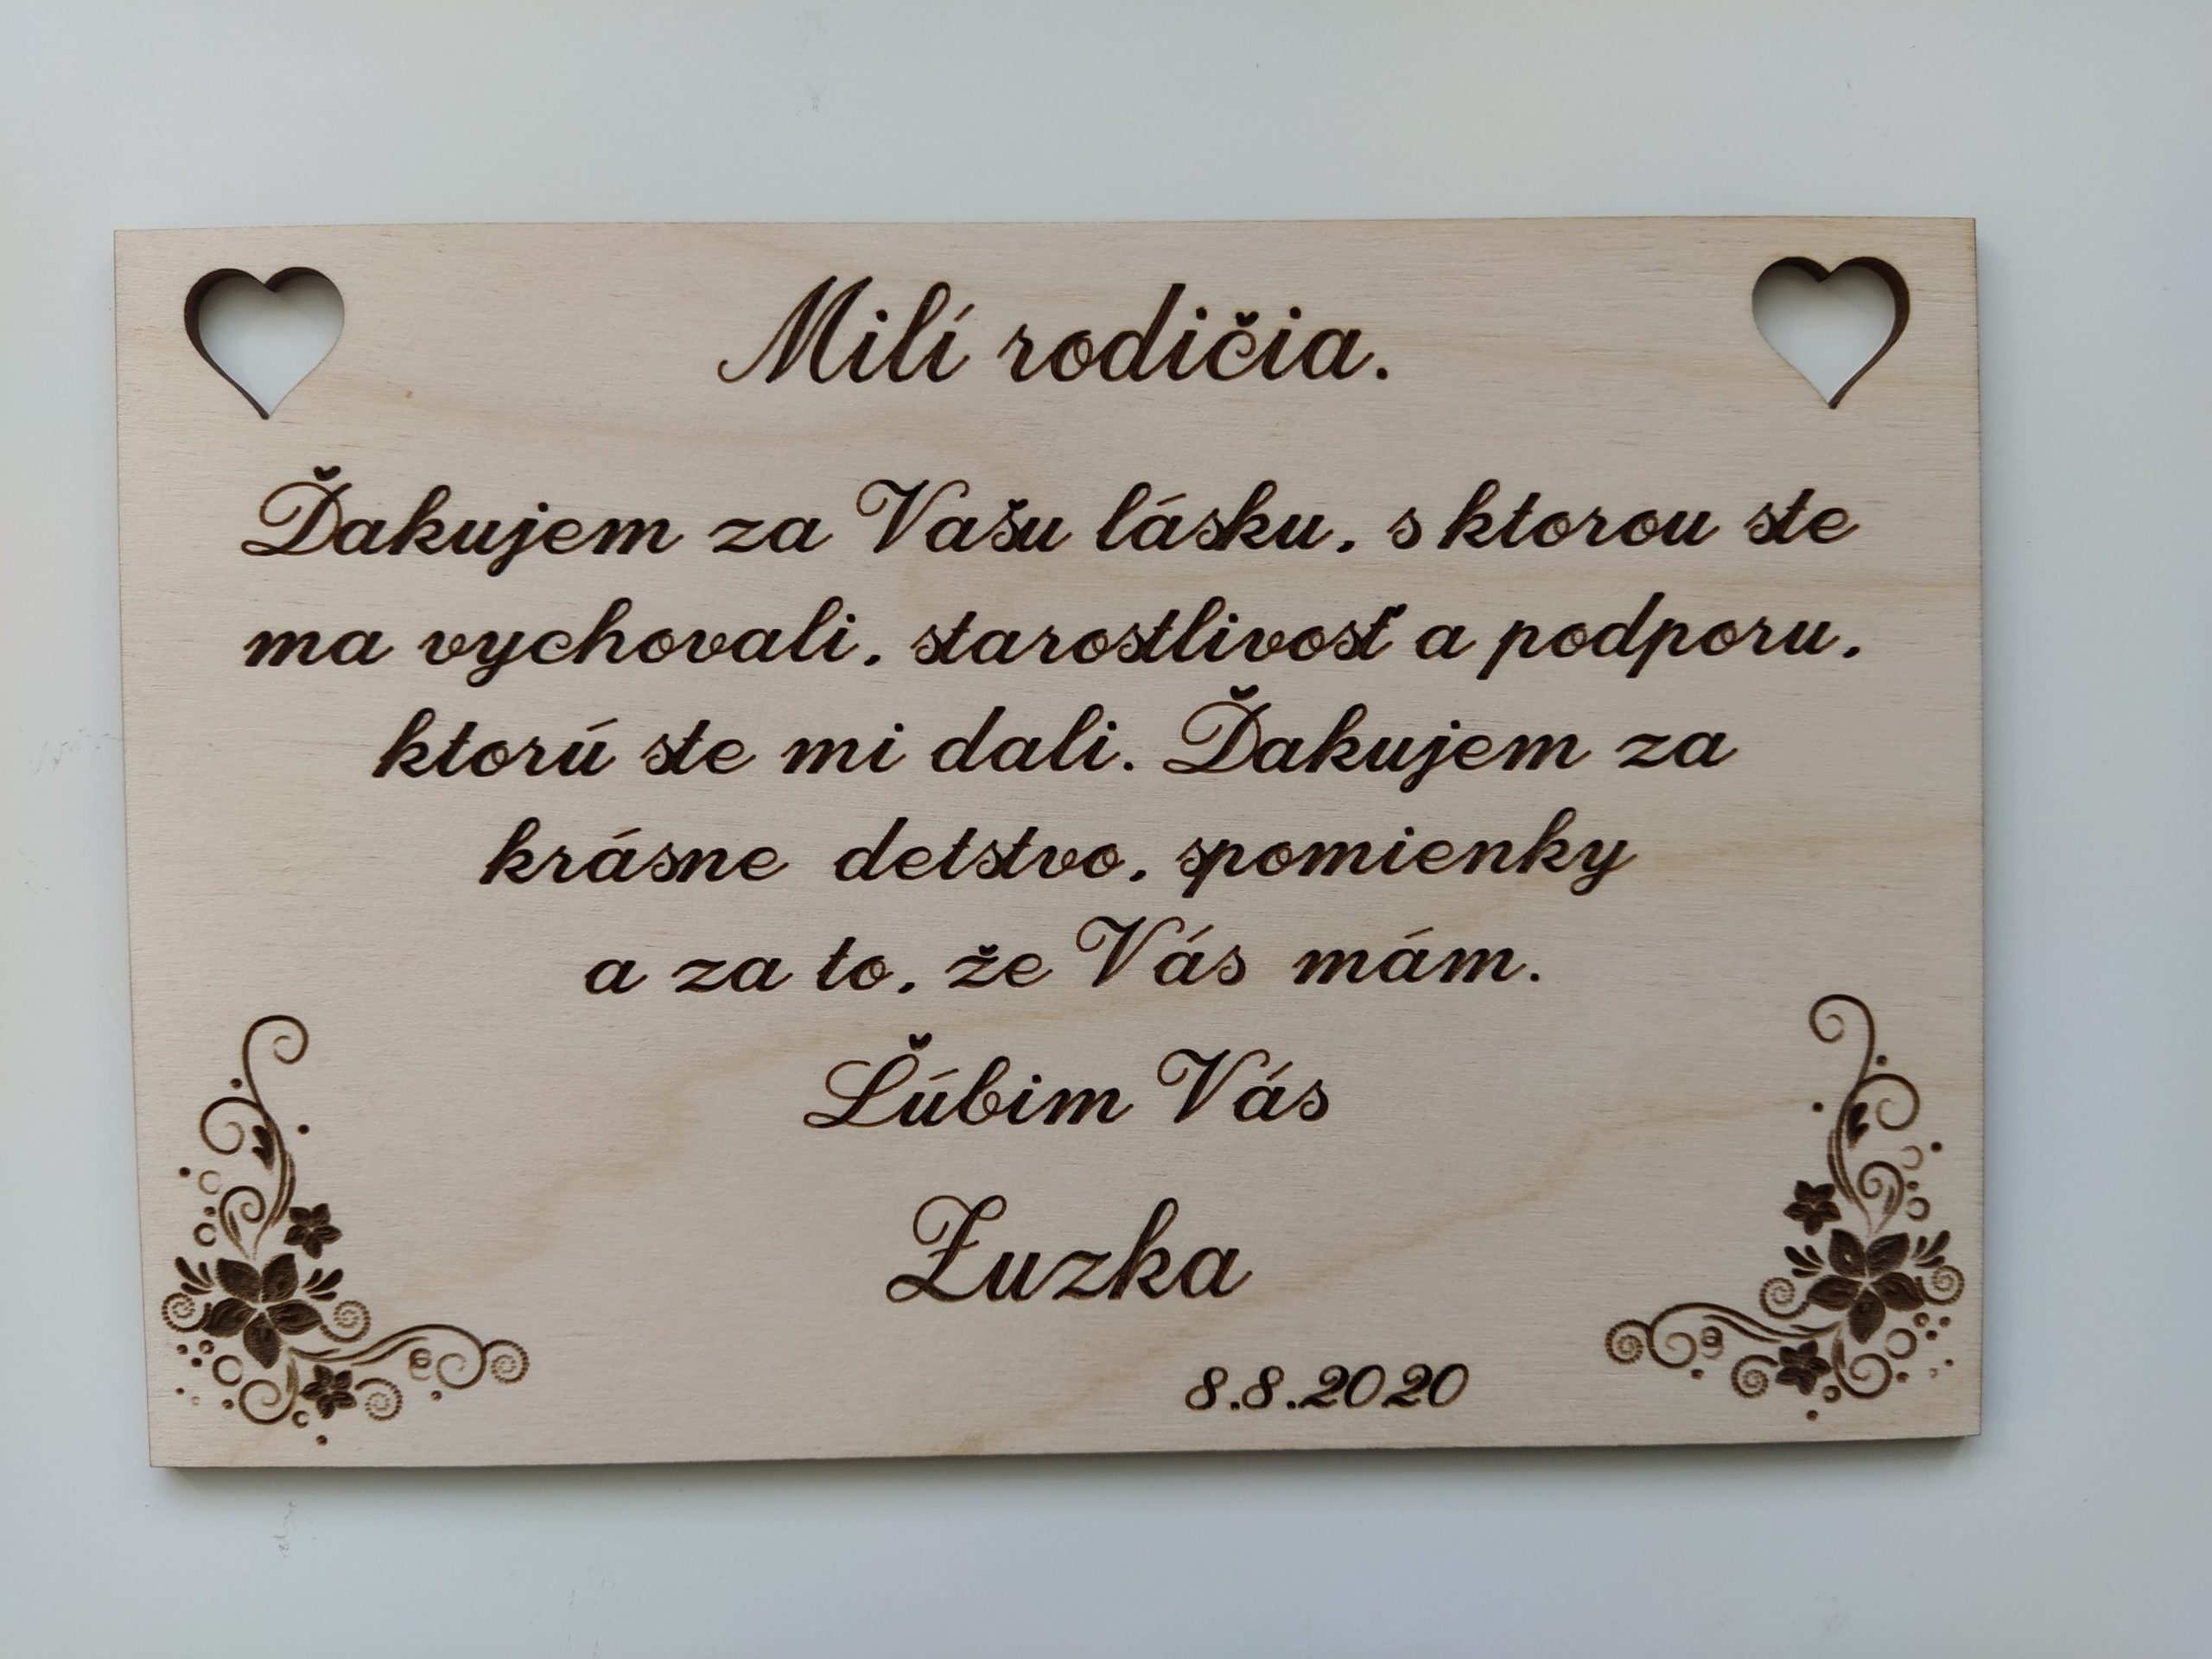 Milí rodičia,
Ďakujem za Vašu lásku, s ktorou ste
ma vychovali, starostlivosť a podporu,
ktorú ste mi dali. Ďakujem za
krásne detstvo, spomienky
a za to, že Vás mám.
Ľúbim Vás
Zuzka
8.8.2020